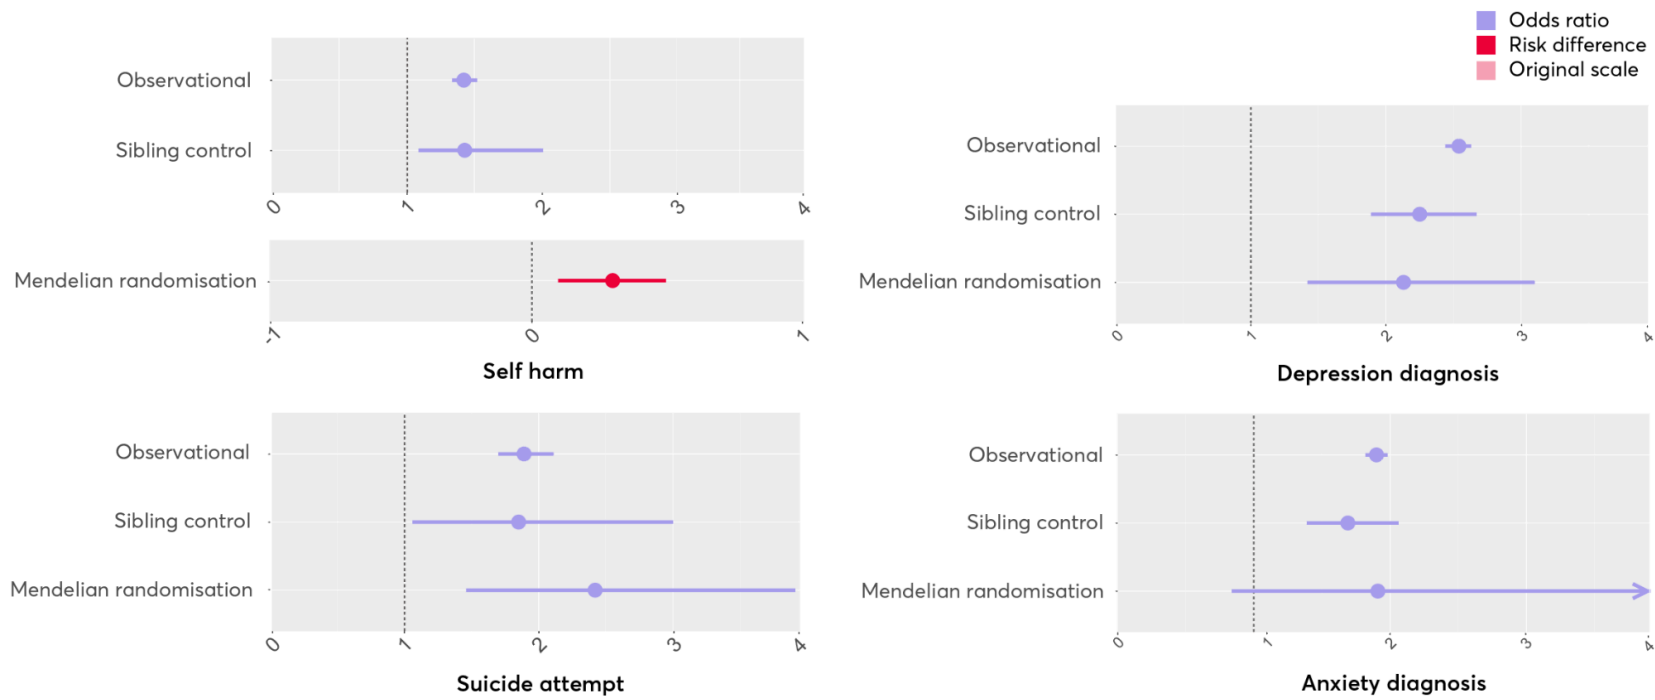 Odds ratio
Risk difference
Original scale
Observational
Sibling control
0 1 2 3 4
Mendelian randomisation
-1 0 1
Self harm
Observational
Sibling control
Mendelian randomisation
0 1 2 3 4
Depression diagnosis
Observational
Sibling control
Mendelian randomisation
0 1 2 3 4
Suicide attempt
Observational
Sibling control
Mendelian randomisation
0 1 2 3 4
Anxiety diagnosis